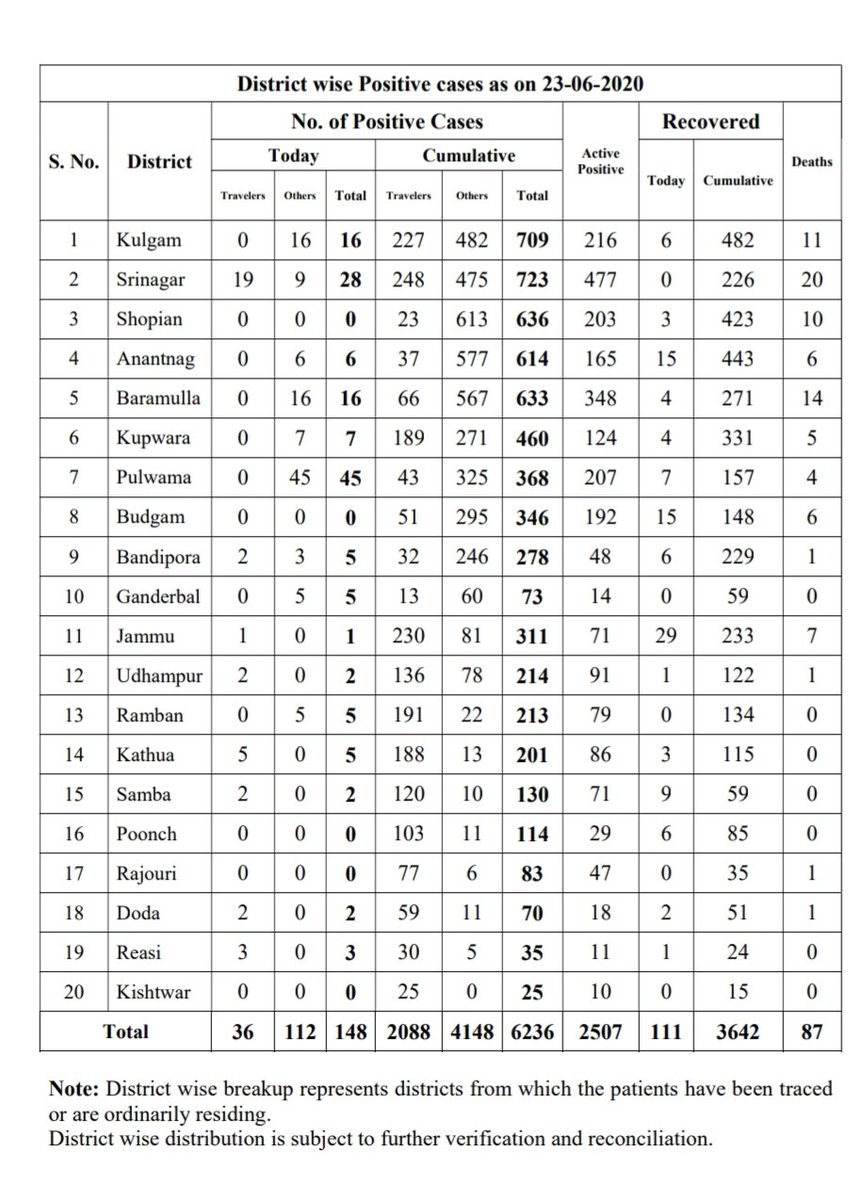 District wise Positive cases as on 23-06-2020
S. No. District No. of Positive Cases Active Positive Recovered Deaths
Today Cumulative Today Cumulative
Travelers Others Total Travelers Others Total
1 Kulgam 0 16 16 227 482 709 216 6 482 11
2 Srinagar 19 9 28 248 475 723 477 0 226 20
3 Shopian 0 0 0 23 613 636 203 3 423 10
4 Anantnag 0 6 6 37 577 614 165 15 443 6
5 Baramulla 0 16 16 66 567 633 348 4 271 14
6 Kupwara 0 7 7 189 271 460 124 4 331 5
7 Pulwama 0 45 45 43 325 368 207 7 157 4
8 Budgam 0 0 0 51 295 346 192 15 148 6
9 Bandipora 2 3 5 32 246 278 48 6 229 1
10 Ganderbal 0 5 5 13 60 73 14 0 59 0
11 Jammu 1 0 1 230 81 311 71 29 233 7
12 Udhampur 2 0 2 136 78 214 91 1 122 1
13 Ramban 0 5 5 191 22 213 79 0 134 0
14 Kathua 5 0 5 188 13 201 86 3 115 0
15 Samba 2 0 2 120 10 130 71 9 59 0
16 Poonch 0 0 0 103 11 114 29 6 85 0
17 Rajouri 0 0 0 77 6 83 47 0 35 1
18 Doda 2 0 2 59 11 70 18 2 51 1
19 Reasi 3 0 3 30 5 35 11 1 24 0
20 Kishtwar 0 0 0 25 0 25 10 0 15 0
Total 36 112 148 2088 4148 6236 2507 111 3642 87
Note: District wise breakup represents districts from which the patients have been traced
or are ordinarily residing.
District wise distribution is subject to further verification and reconciliation.